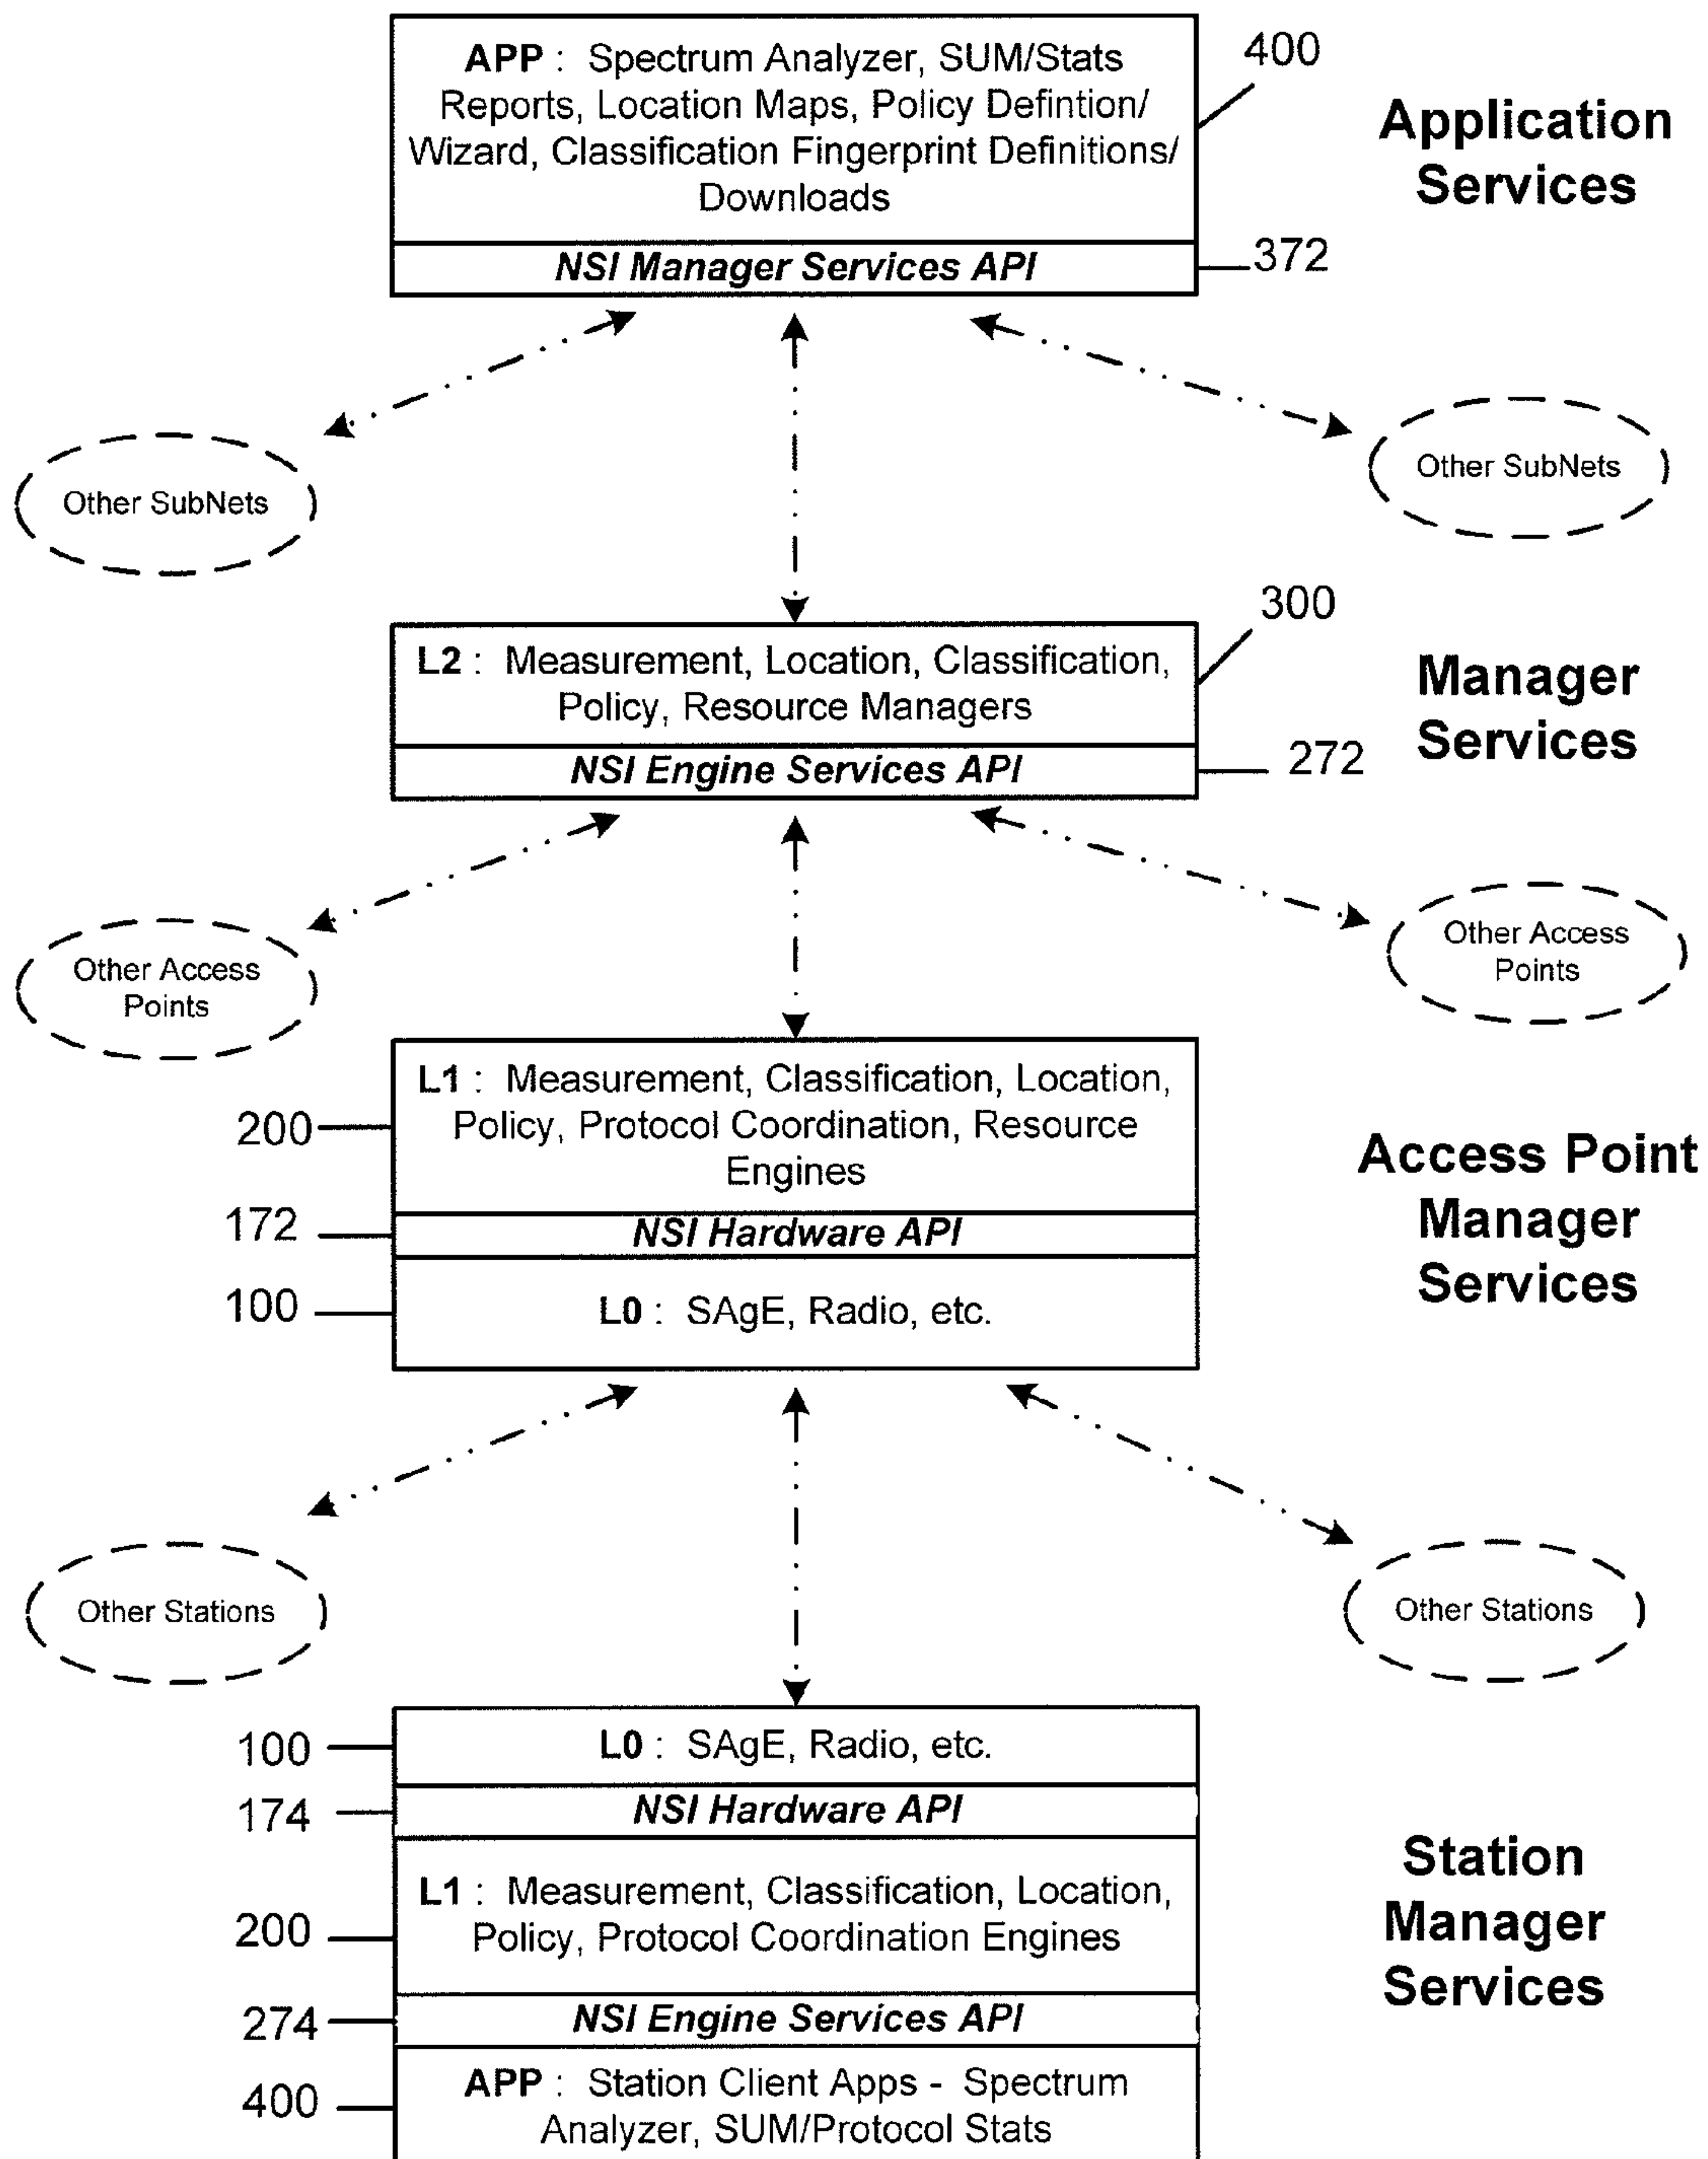 APP : Spectrum Analyzer, SUM/Stats
Reports, Location Maps, Policy Defintion/
Wizard, Classification Fingerprint Definitions/
Downloads
400
Application
Services
NSI Manager Services API
372
Other SubNets
Other SubNets
300
L2 : Measurement, Location, Classification,
Policy, Resource Managers
Manager
Services
NSI Engine Services API
272
Other Access
Points
Other Access
Points
L1 : Measurement, Classification, Location,
Policy, Protocol Coordination, Resource
Engines
200
Access Point
Manager
Services
172
NSI Hardware API
100
L0 : SAgE, Radio, etc.
Other Stations
Other Stations
100
L0 : SAgE, Radio, etc.
174
NSI Hardware API
200
L1 : Measurement, Classification, Location,
Policy, Protocol Coordination Engines
Station
Manager
Services
274
NSI Engine Services API
400
APP : Station Client Apps - Spectrum
Analyzer, SUM/Protocol Stats